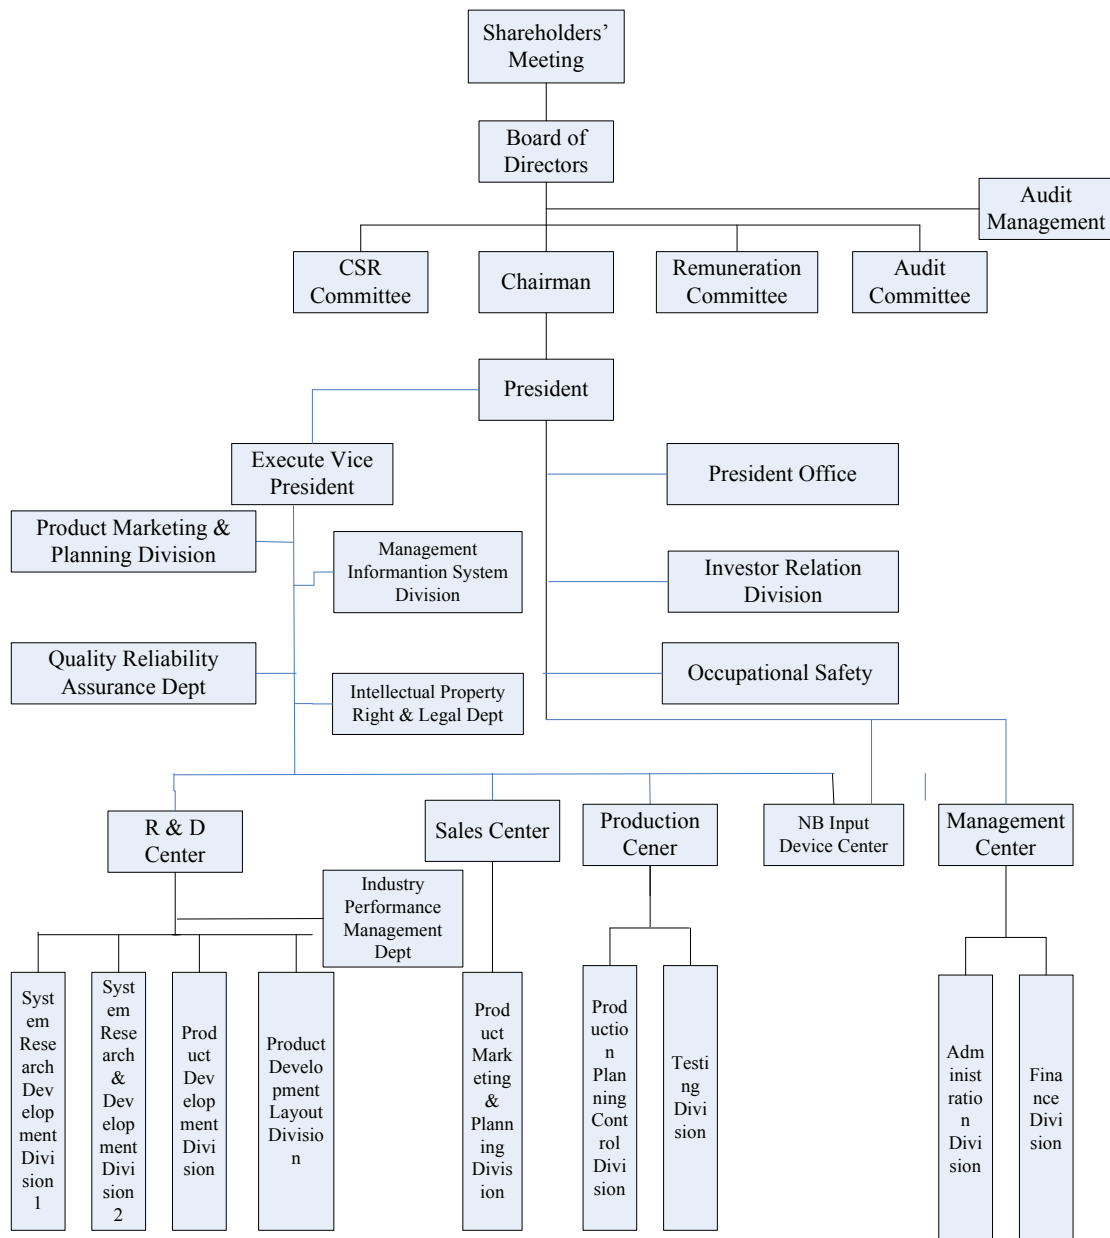 Shareholders’
Meeting
Board of
Directors
Audit
Management
CSR
Committee
Chairman
Remuneration
Committee
Audit
Committee
President
Execute Vice
President
President Office
Product Marketing &
Planning Division
Management
Informantion System
Division
Investor Relation
Division
Quality Reliability
Assurance Dept
Intellectual Property
Right & Legal Dept
Occupational Safety
R & D
Center
Sales Center
Production
Cener
NB Input
Device Center
Management
Center
Industry
Performance
Management
Dept
Syst
em
Rese
arch
Dev
elop
ment
Divi
sion
1
Syst
em
Rese
arch
&
Dev
elop
ment
Divi
sion
2
Prod
uct
Dev
elop
ment
Divi
sion
Product
Develo
pment
Layout
Divisio
n
Prod
uct
Mark
eting
&
Plann
ing
Divis
ion
Prod
uctio
n
Plan
ning
Cont
rol
Divi
sion
Testi
ng
Divi
sion
Adm
inist
ratio
n
Divi
sion
Fina
nce
Divi
sion